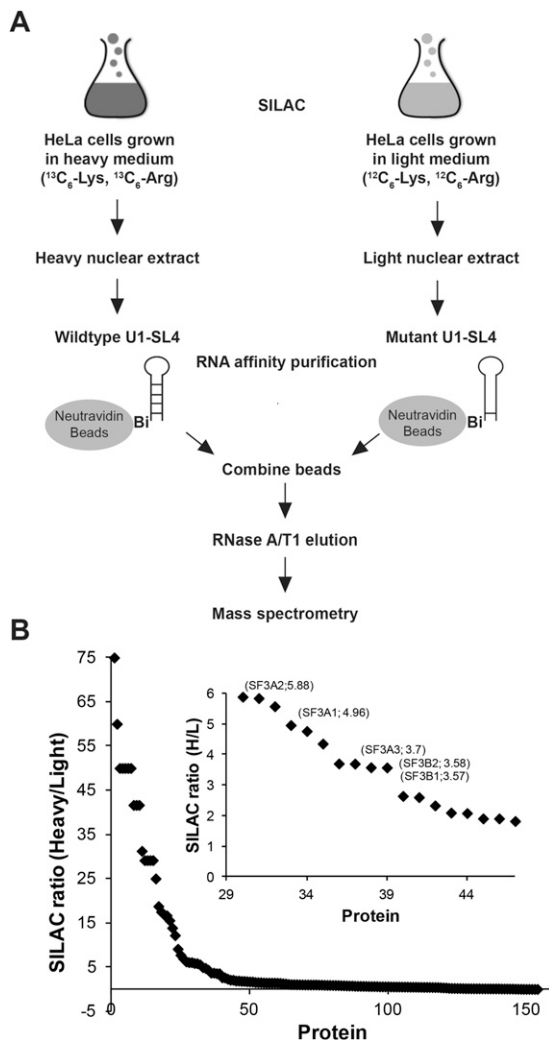 A
SILAC
HeLa cells grown
in heavy medium
(¹³C₆-Lys, ¹³C₆-Arg)
HeLa cells grown
in light medium
(¹²C₆-Lys, ¹²C₆-Arg)
Heavy nuclear extract
Light nuclear extract
Wildtype U1-SL4
Mutant U1-SL4
RNA affinity purification
Neutravidin
Beads
Bi
Neutravidin
Beads
Bi
Combine beads
RNase A/T1 elution
Mass spectrometry
B
SILAC ratio (Heavy/Light)
75
65
55
45
35
25
15
5
-5
0
50
100
150
Protein
SILAC ratio (H/L)
6
5
4
3
2
1
0
29
34
39
44
Protein
(SF3A2;5.88)
(SF3A1; 4.96)
(SF3A3; 3.7)
(SF3B2; 3.58)
(SF3B1; 3.57)